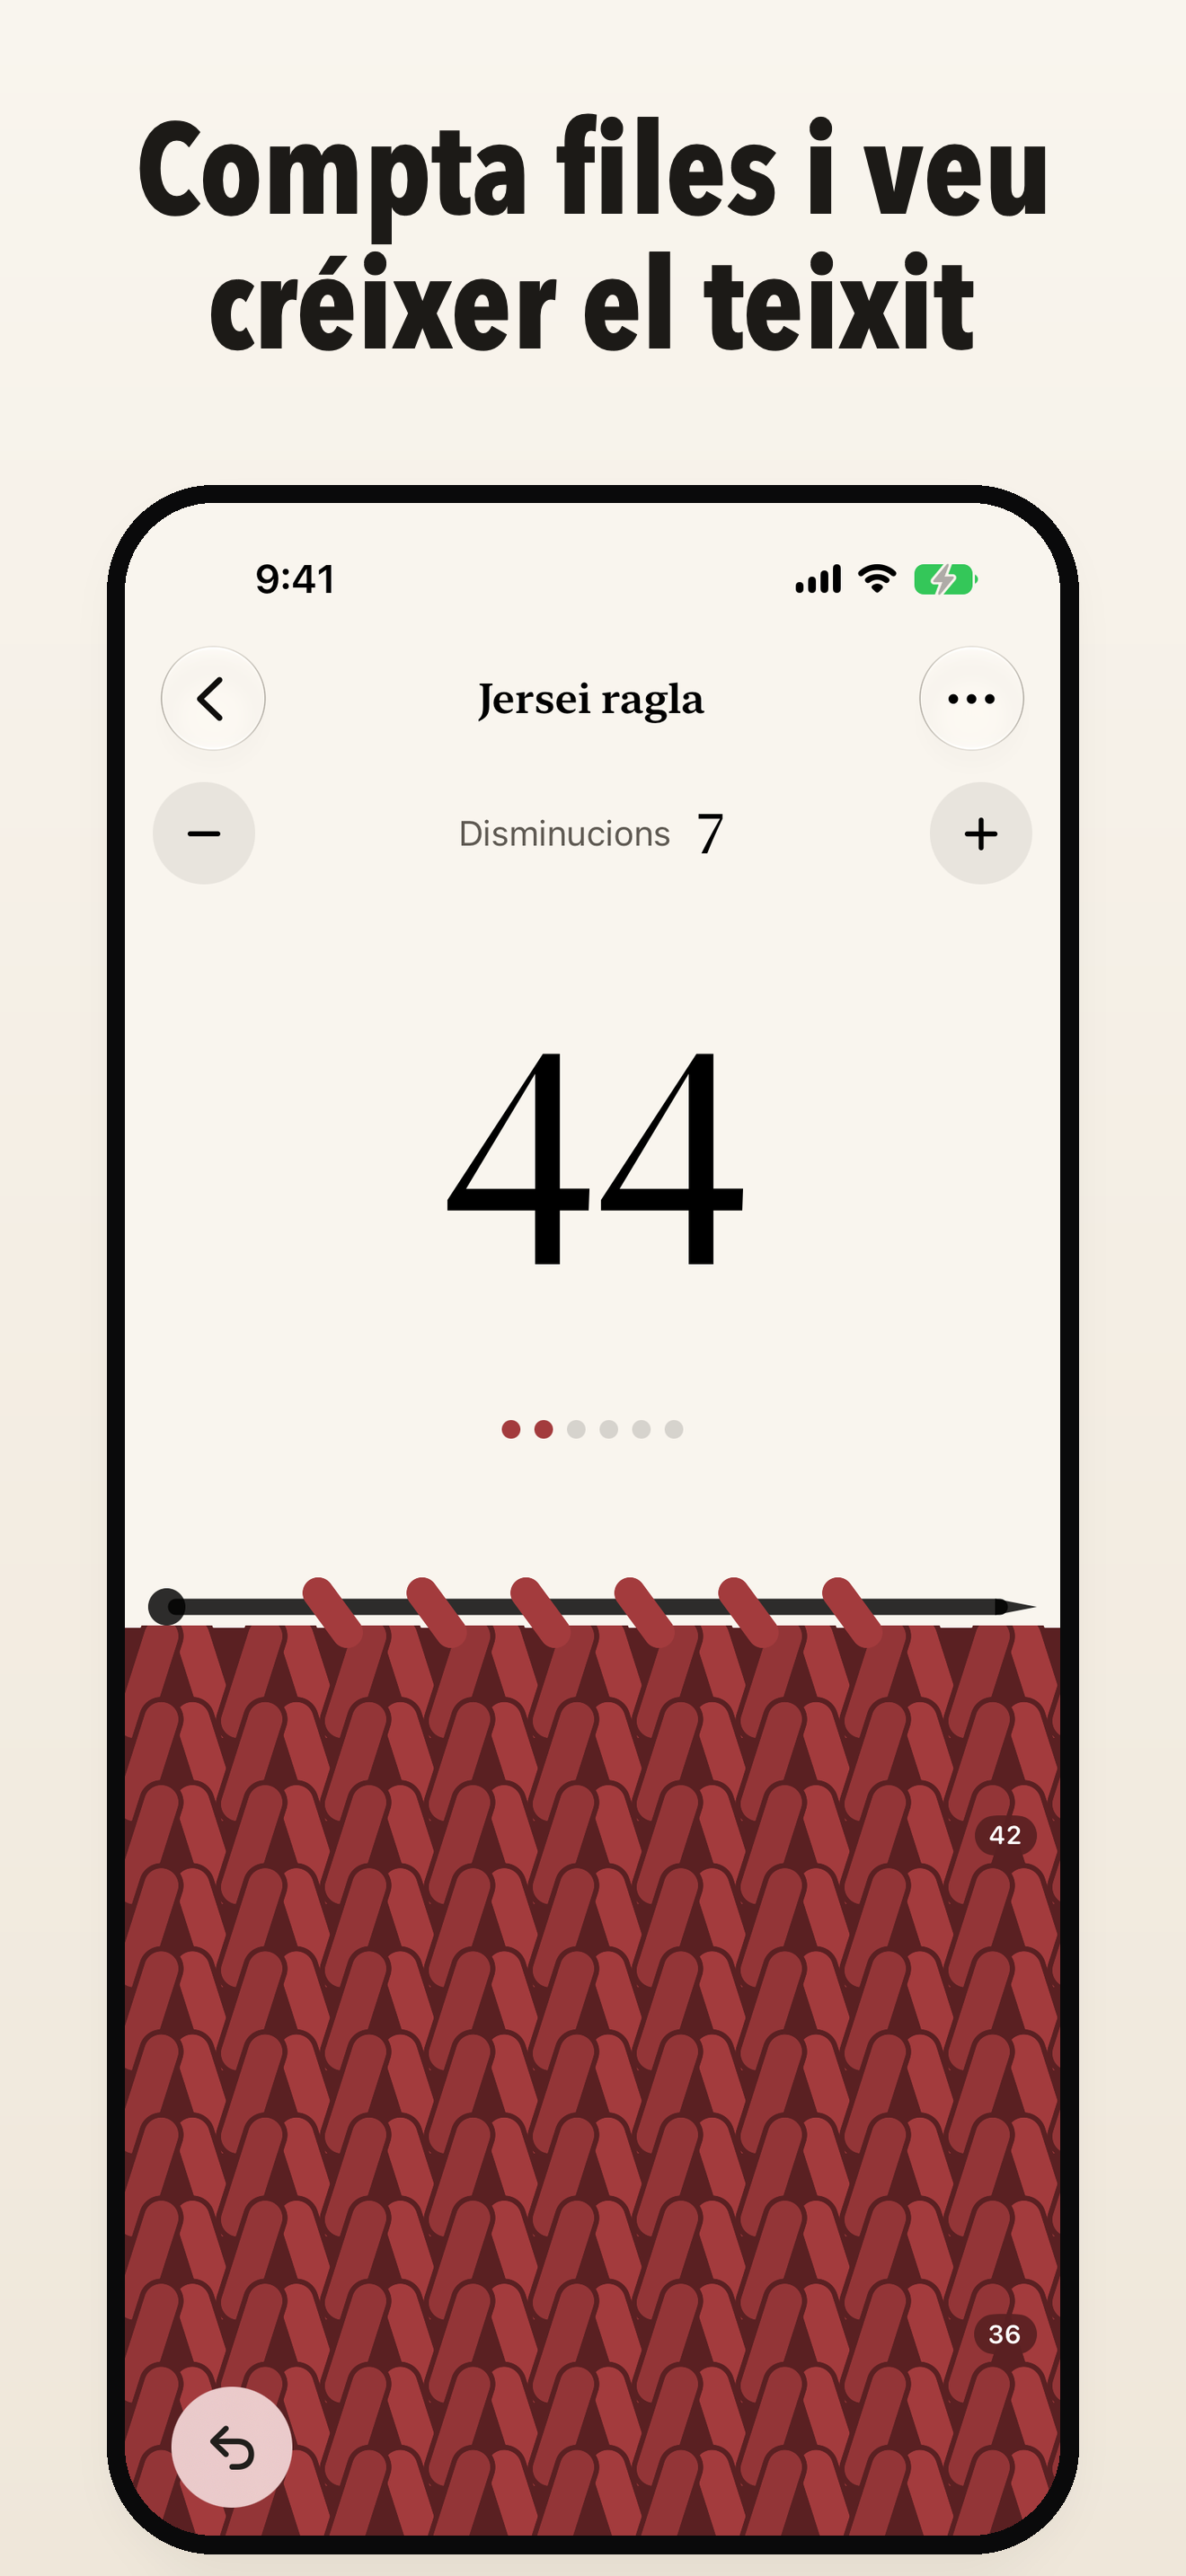 Compta files i veu
créixer el teixit
9:41
Jersei ragla
Disminucions 7
44
42
36